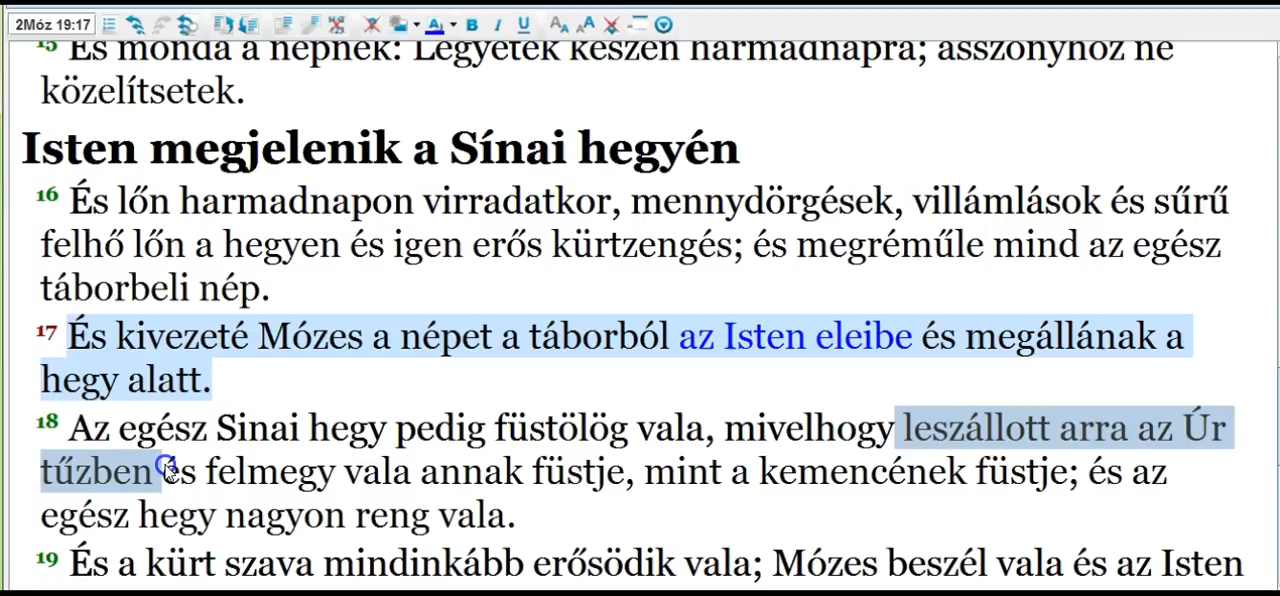 2Móz 19:17
B I U
15 És monda a népnek: Legyetek készen harmadnapra; asszonyhoz ne
közelítsetek.
Isten megjelenik a Sínai hegyén
16 És lőn harmadnapon virradatkor, mennydörgések, villámlások és sűrű
felhő lőn a hegyen és igen erős kürtzengés; és megréműle mind az egész
táborbeli nép.
17 És kivezeté Mózes a népet a táborból az Isten eleibe és megállának a
hegy alatt.
18 Az egész Sinai hegy pedig füstölög vala, mivelhogy leszállott arra az Úr
tűzben és felmegy vala annak füstje, mint a kemencének füstje; és az
egész hegy nagyon reng vala.
19 És a kürt szava mindinkább erősödik vala; Mózes beszél vala és az Isten